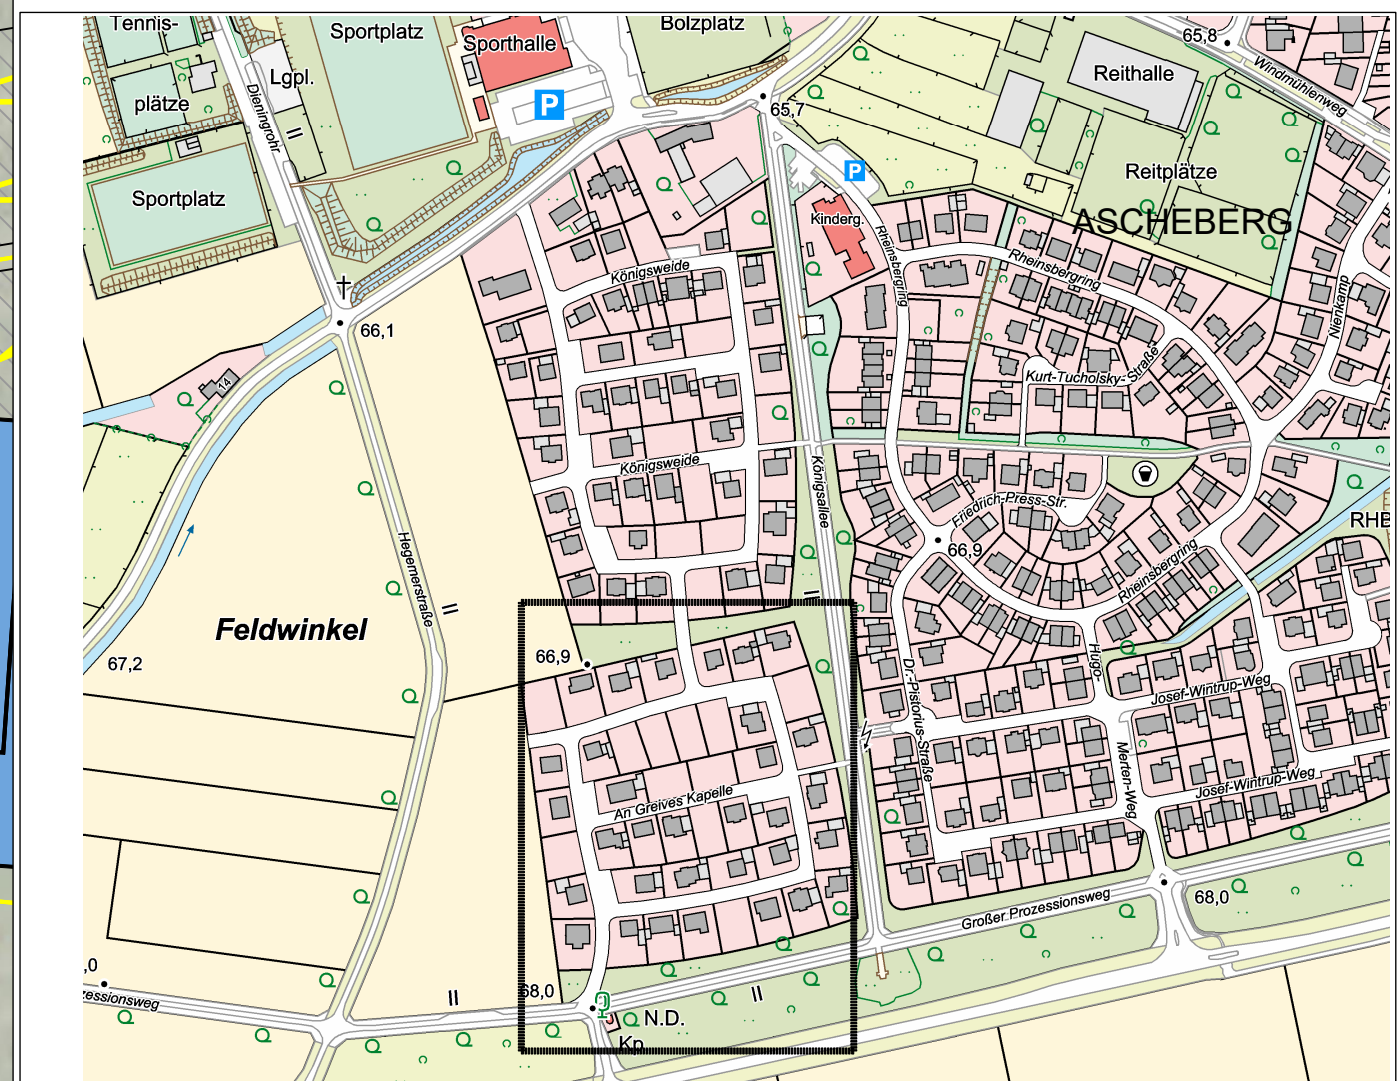 Tennis-
plätze
Sportplatz
Sporthalle
Bolzplatz
65,8
Windmühlenweg
Lgpl.
Dieningrohr
P
65,7
Reithalle
Sportplatz
P
Reitplätze
Kinderg.
ASCHEBERG
Rheinsbergring
Rheinsbergring
Königsweide
Nienkamp
66,1
14
Kurt-Tucholsky-Straße
Königsweide
Königsallee
Friedrich-Press-Str.
RHE
Hegemerstraße
66,9
Rheinsbergring
Feldwinkel
67,2
66,9
Dr.-Pistorius-Straße
Hugo-
Merten-Weg
Josef-Wintrup-Weg
Josef-Wintrup-Weg
An Greives Kapelle
Großer Prozessionsweg
68,0
,0
zessionsweg
68,0
N.D.
Kp